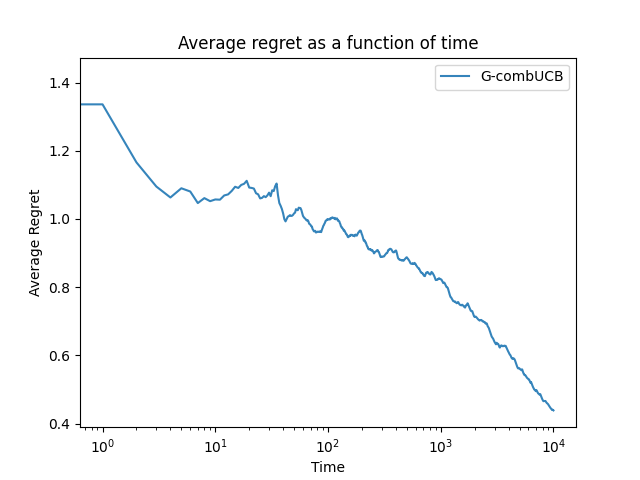 Average regret as a function of time
G-combUCB
1.4
1.2
1.0
0.8
0.6
0.4
Average Regret
10⁰ 10¹ 10² 10³ 10⁴
Time